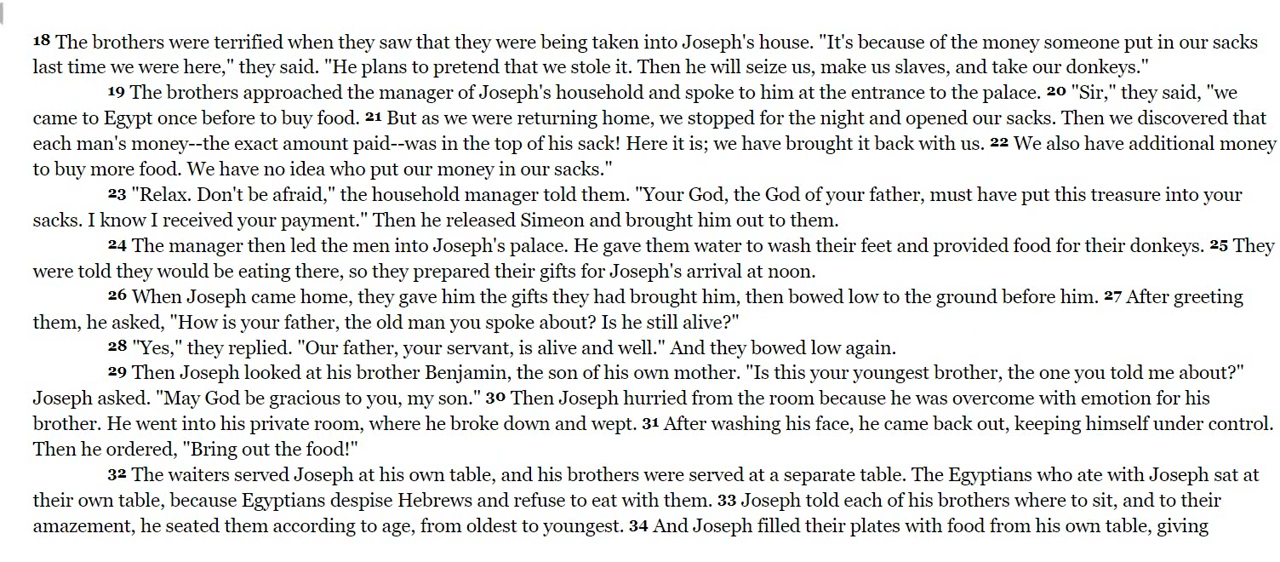 18 The brothers were terrified when they saw that they were being taken into Joseph's house. "It's because of the money someone put in our sacks
last time we were here," they said. "He plans to pretend that we stole it. Then he will seize us, make us slaves, and take our donkeys."
19 The brothers approached the manager of Joseph's household and spoke to him at the entrance to the palace. 20 "Sir," they said, "we
came to Egypt once before to buy food. 21 But as we were returning home, we stopped for the night and opened our sacks. Then we discovered that
each man's money--the exact amount paid--was in the top of his sack! Here it is; we have brought it back with us. 22 We also have additional money
to buy more food. We have no idea who put our money in our sacks."
23 "Relax. Don't be afraid," the household manager told them. "Your God, the God of your father, must have put this treasure into your
sacks. I know I received your payment." Then he released Simeon and brought him out to them.
24 The manager then led the men into Joseph's palace. He gave them water to wash their feet and provided food for their donkeys. 25 They
were told they would be eating there, so they prepared their gifts for Joseph's arrival at noon.
26 When Joseph came home, they gave him the gifts they had brought him, then bowed low to the ground before him. 27 After greeting
them, he asked, "How is your father, the old man you spoke about? Is he still alive?"
28 "Yes," they replied. "Our father, your servant, is alive and well." And they bowed low again.
29 Then Joseph looked at his brother Benjamin, the son of his own mother. "Is this your youngest brother, the one you told me about?"
Joseph asked. "May God be gracious to you, my son." 30 Then Joseph hurried from the room because he was overcome with emotion for his
brother. He went into his private room, where he broke down and wept. 31 After washing his face, he came back out, keeping himself under control.
Then he ordered, "Bring out the food!"
32 The waiters served Joseph at his own table, and his brothers were served at a separate table. The Egyptians who ate with Joseph sat at
their own table, because Egyptians despise Hebrews and refuse to eat with them. 33 Joseph told each of his brothers where to sit, and to their
amazement, he seated them according to age, from oldest to youngest. 34 And Joseph filled their plates with food from his own table, giving